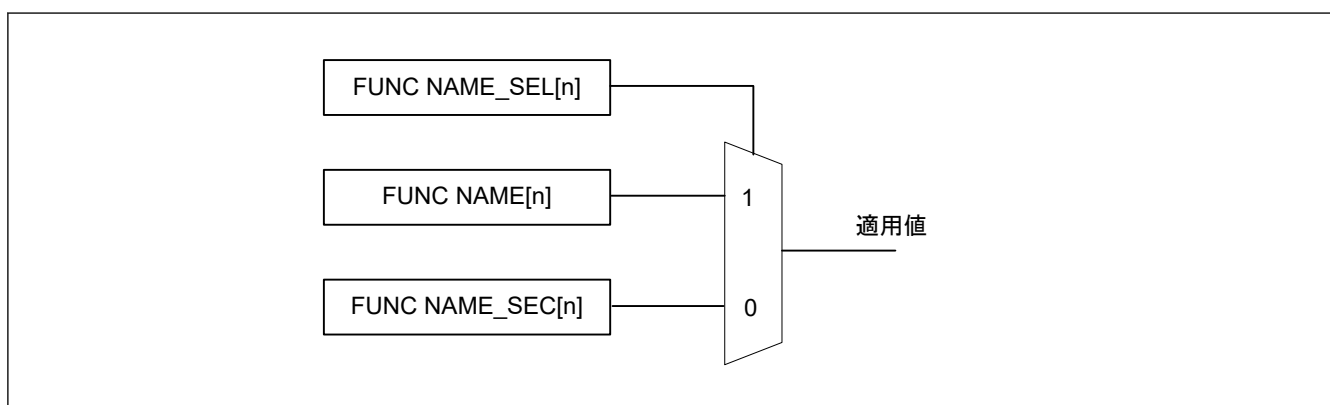 FUNC NAME_SEL[n]
FUNC NAME[n]
1
適用値
FUNC NAME_SEC[n]
0